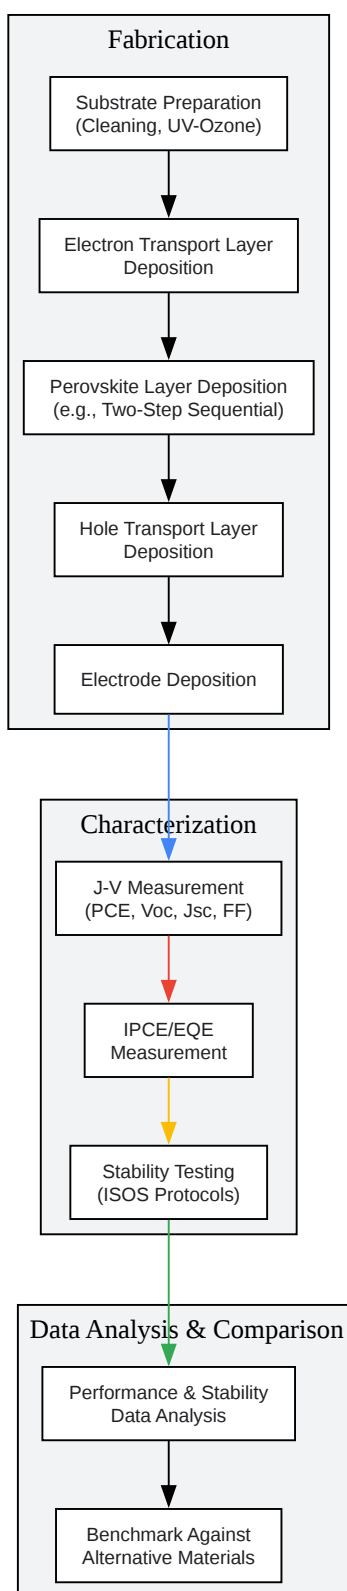 Fabrication
Substrate Preparation
(Cleaning, UV-Ozone)
Electron Transport Layer
Deposition
Perovskite Layer Deposition
(e.g., Two-Step Sequential)
Hole Transport Layer
Deposition
Electrode Deposition
Characterization
J-V Measurement
(PCE, Voc, Jsc, FF)
IPCE/EQE
Measurement
Stability Testing
(ISOS Protocols)
Data Analysis & Comparison
Performance & Stability
Data Analysis
Benchmark Against
Alternative Materials